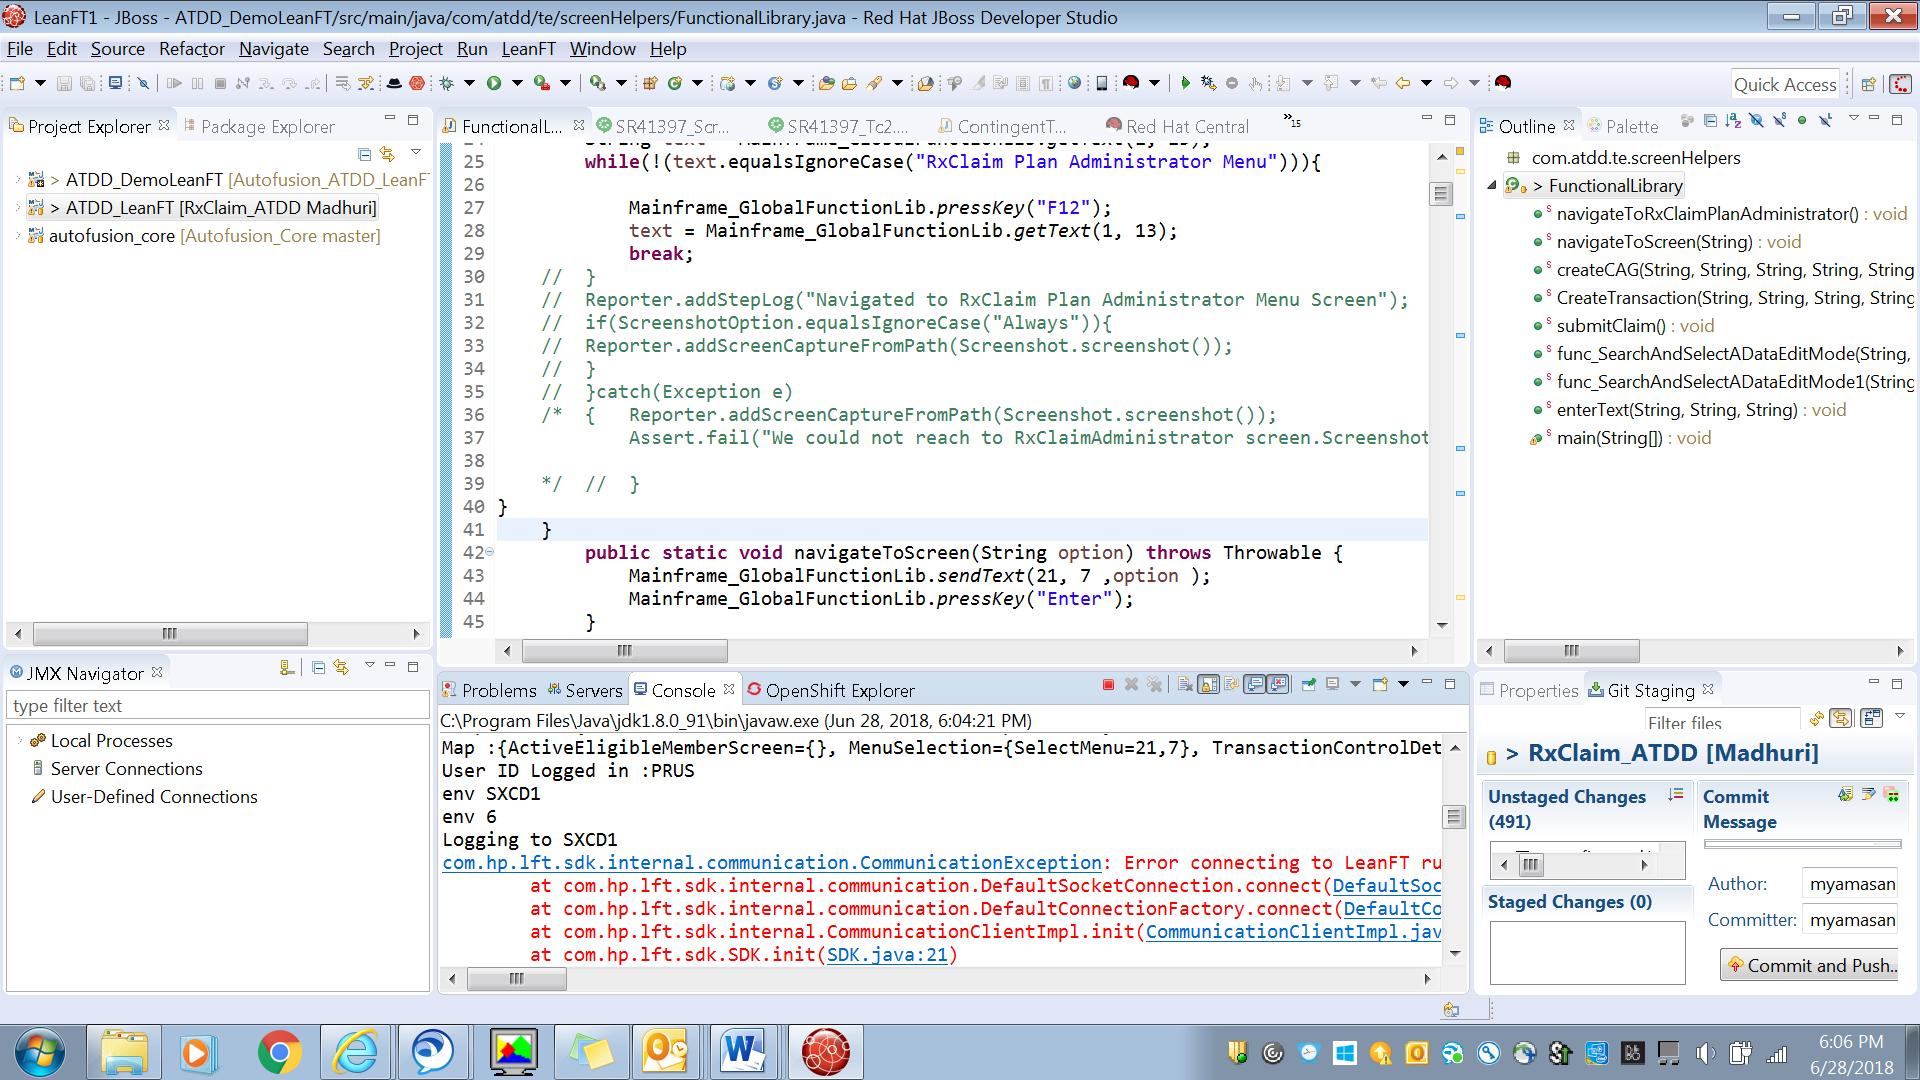 LeanFT1 - JBoss - ATDD_DemoLeanFT/src/main/java/com/atdd/te/screenHelpers/FunctionalLibrary.java - Red Hat JBoss Developer Studio
File Edit Source Refactor Navigate Search Project Run LeanFT Window Help
Quick Access
Project Explorer
Package Explorer
> ATDD_DemoLeanFT [Autofusion_ATDD_LeanF
> ATDD_LeanFT [RxClaim_ATDD Madhuri]
autofusion_core [Autofusion_Core master]
FunctionalL... SR41397_Scr... SR41397_Tc2... ContingentT... Red Hat Central »15
25 while(!(text.equalsIgnoreCase("RxClaim Plan Administrator Menu"))){
26
27 Mainframe_GlobalFunctionLib.pressKey("F12");
28 text = Mainframe_GlobalFunctionLib.getText(1, 13);
29 break;
30 // }
31 // Reporter.addStepLog("Navigated to RxClaim Plan Administrator Menu Screen");
32 // if(ScreenshotOption.equalsIgnoreCase("Always")){
33 // Reporter.addScreenCaptureFromPath(Screenshot.screenshot());
34 // }
35 // }catch(Exception e)
36 /* { Reporter.addScreenCaptureFromPath(Screenshot.screenshot());
37 Assert.fail("We could not reach to RxClaimAdministrator screen.Screenshot
38
39 */ // }
40 }
41 }
42 public static void navigateToScreen(String option) throws Throwable {
43 Mainframe_GlobalFunctionLib.sendText(21, 7 ,option );
44 Mainframe_GlobalFunctionLib.pressKey("Enter");
45 }
Outline
Palette
com.atdd.te.screenHelpers
> FunctionalLibrary
navigateToRxClaimPlanAdministrator() : void
navigateToScreen(String) : void
createCAG(String, String, String, String, String
CreateTransaction(String, String, String, String
submitClaim() : void
func_SearchAndSelectADataEditMode(String,
func_SearchAndSelectADataEditMode1(String
enterText(String, String, String) : void
main(String[]) : void
JMX Navigator
type filter text
Local Processes
Server Connections
User-Defined Connections
Problems Servers Console OpenShift Explorer
C:\Program Files\Java\jdk1.8.0_91\bin\javaw.exe (Jun 28, 2018, 6:04:21 PM)
Map :{ActiveEligibleMemberScreen={}, MenuSelection={SelectMenu=21,7}, TransactionControlDet
User ID Logged in :PRUS
env SXCD1
env 6
Logging to SXCD1
com.hp.lft.sdk.internal.communication.CommunicationException: Error connecting to LeanFT ru
at com.hp.lft.sdk.internal.communication.DefaultSocketConnection.connect(DefaultSoc
at com.hp.lft.sdk.internal.communication.DefaultConnectionFactory.connect(DefaultCo
at com.hp.lft.sdk.internal.CommunicationClientImpl.init(CommunicationClientImpl.jav
at com.hp.lft.sdk.SDK.init(SDK.java:21)
Properties
Git Staging
Filter files
> RxClaim_ATDD [Madhuri]
Unstaged Changes (491)
Staged Changes (0)
Commit Message
Author: myamasan
Committer: myamasan
Commit and Push...
6:06 PM
6/28/2018